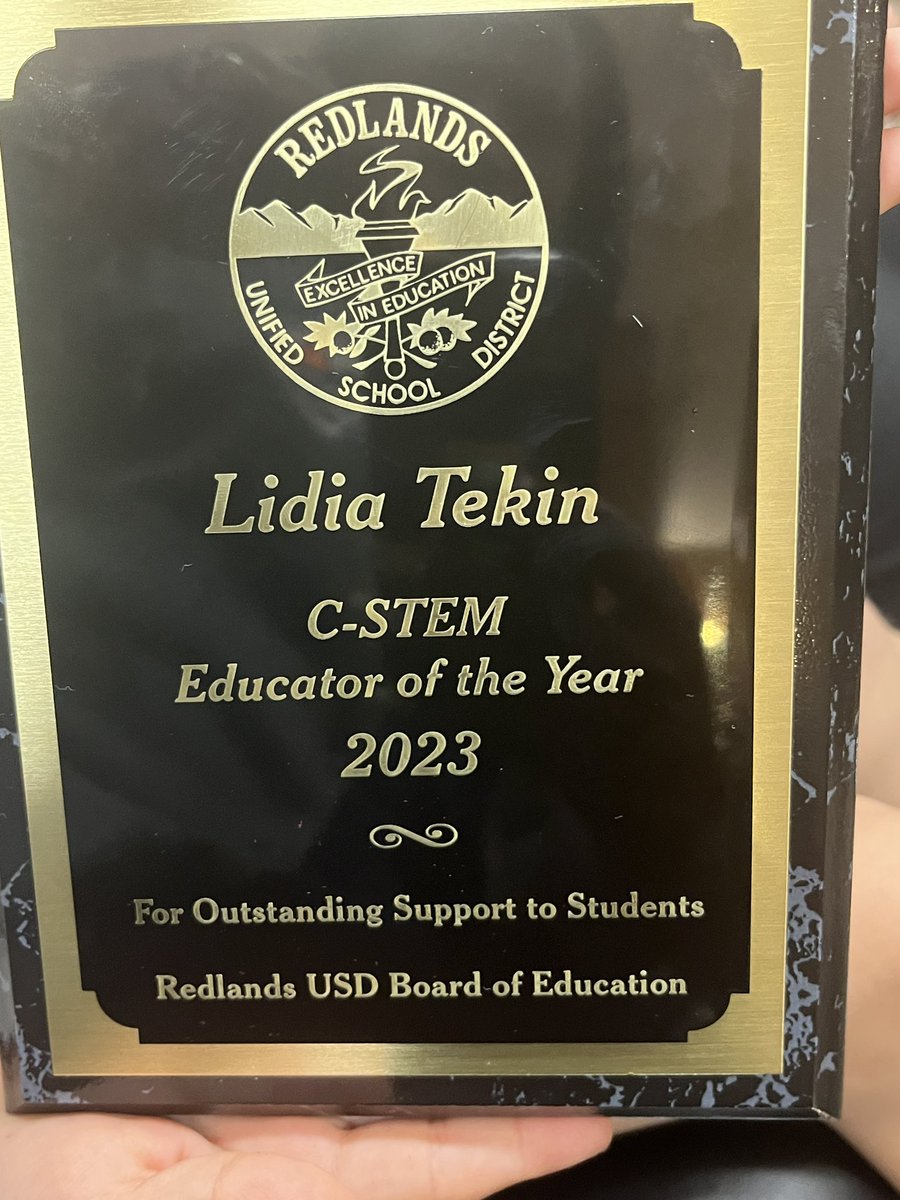 REDLANDS
EXCELLENCE
IN EDUCATION
UNIFIED SCHOOL DISTRICT
Lidia Tekin
C-STEM
Educator of the Year
2023
For Outstanding Support to Students
Redlands USD Board of Education